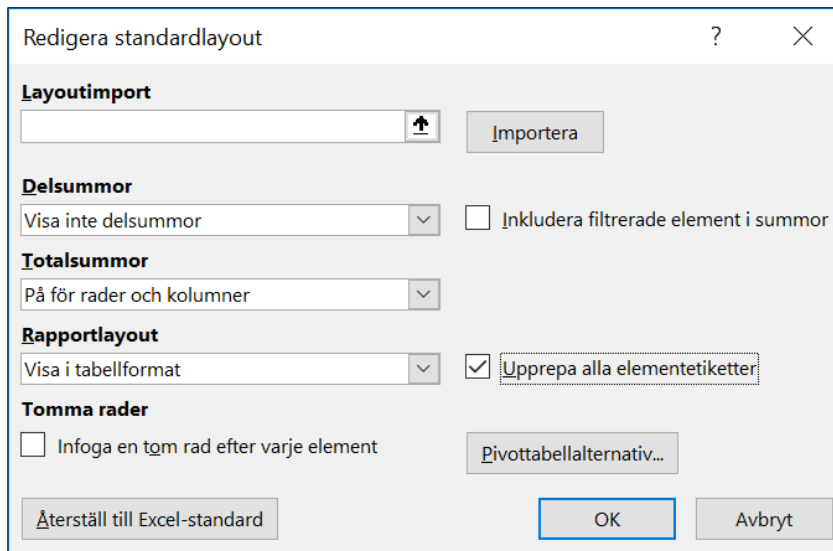 Redigera standardlayout ?
Layoutimport
Importera
Delsummor
Visa inte delsummor
Inkludera filtrerade element i summor
Totalsummor
På för rader och kolumner
Rapportlayout
Visa i tabellformat
Upprepa alla elementetiketter
Tomma rader
Infoga en tom rad efter varje element
Pivottabellalternativ...
Återställ till Excel-standard
OK
Avbryt